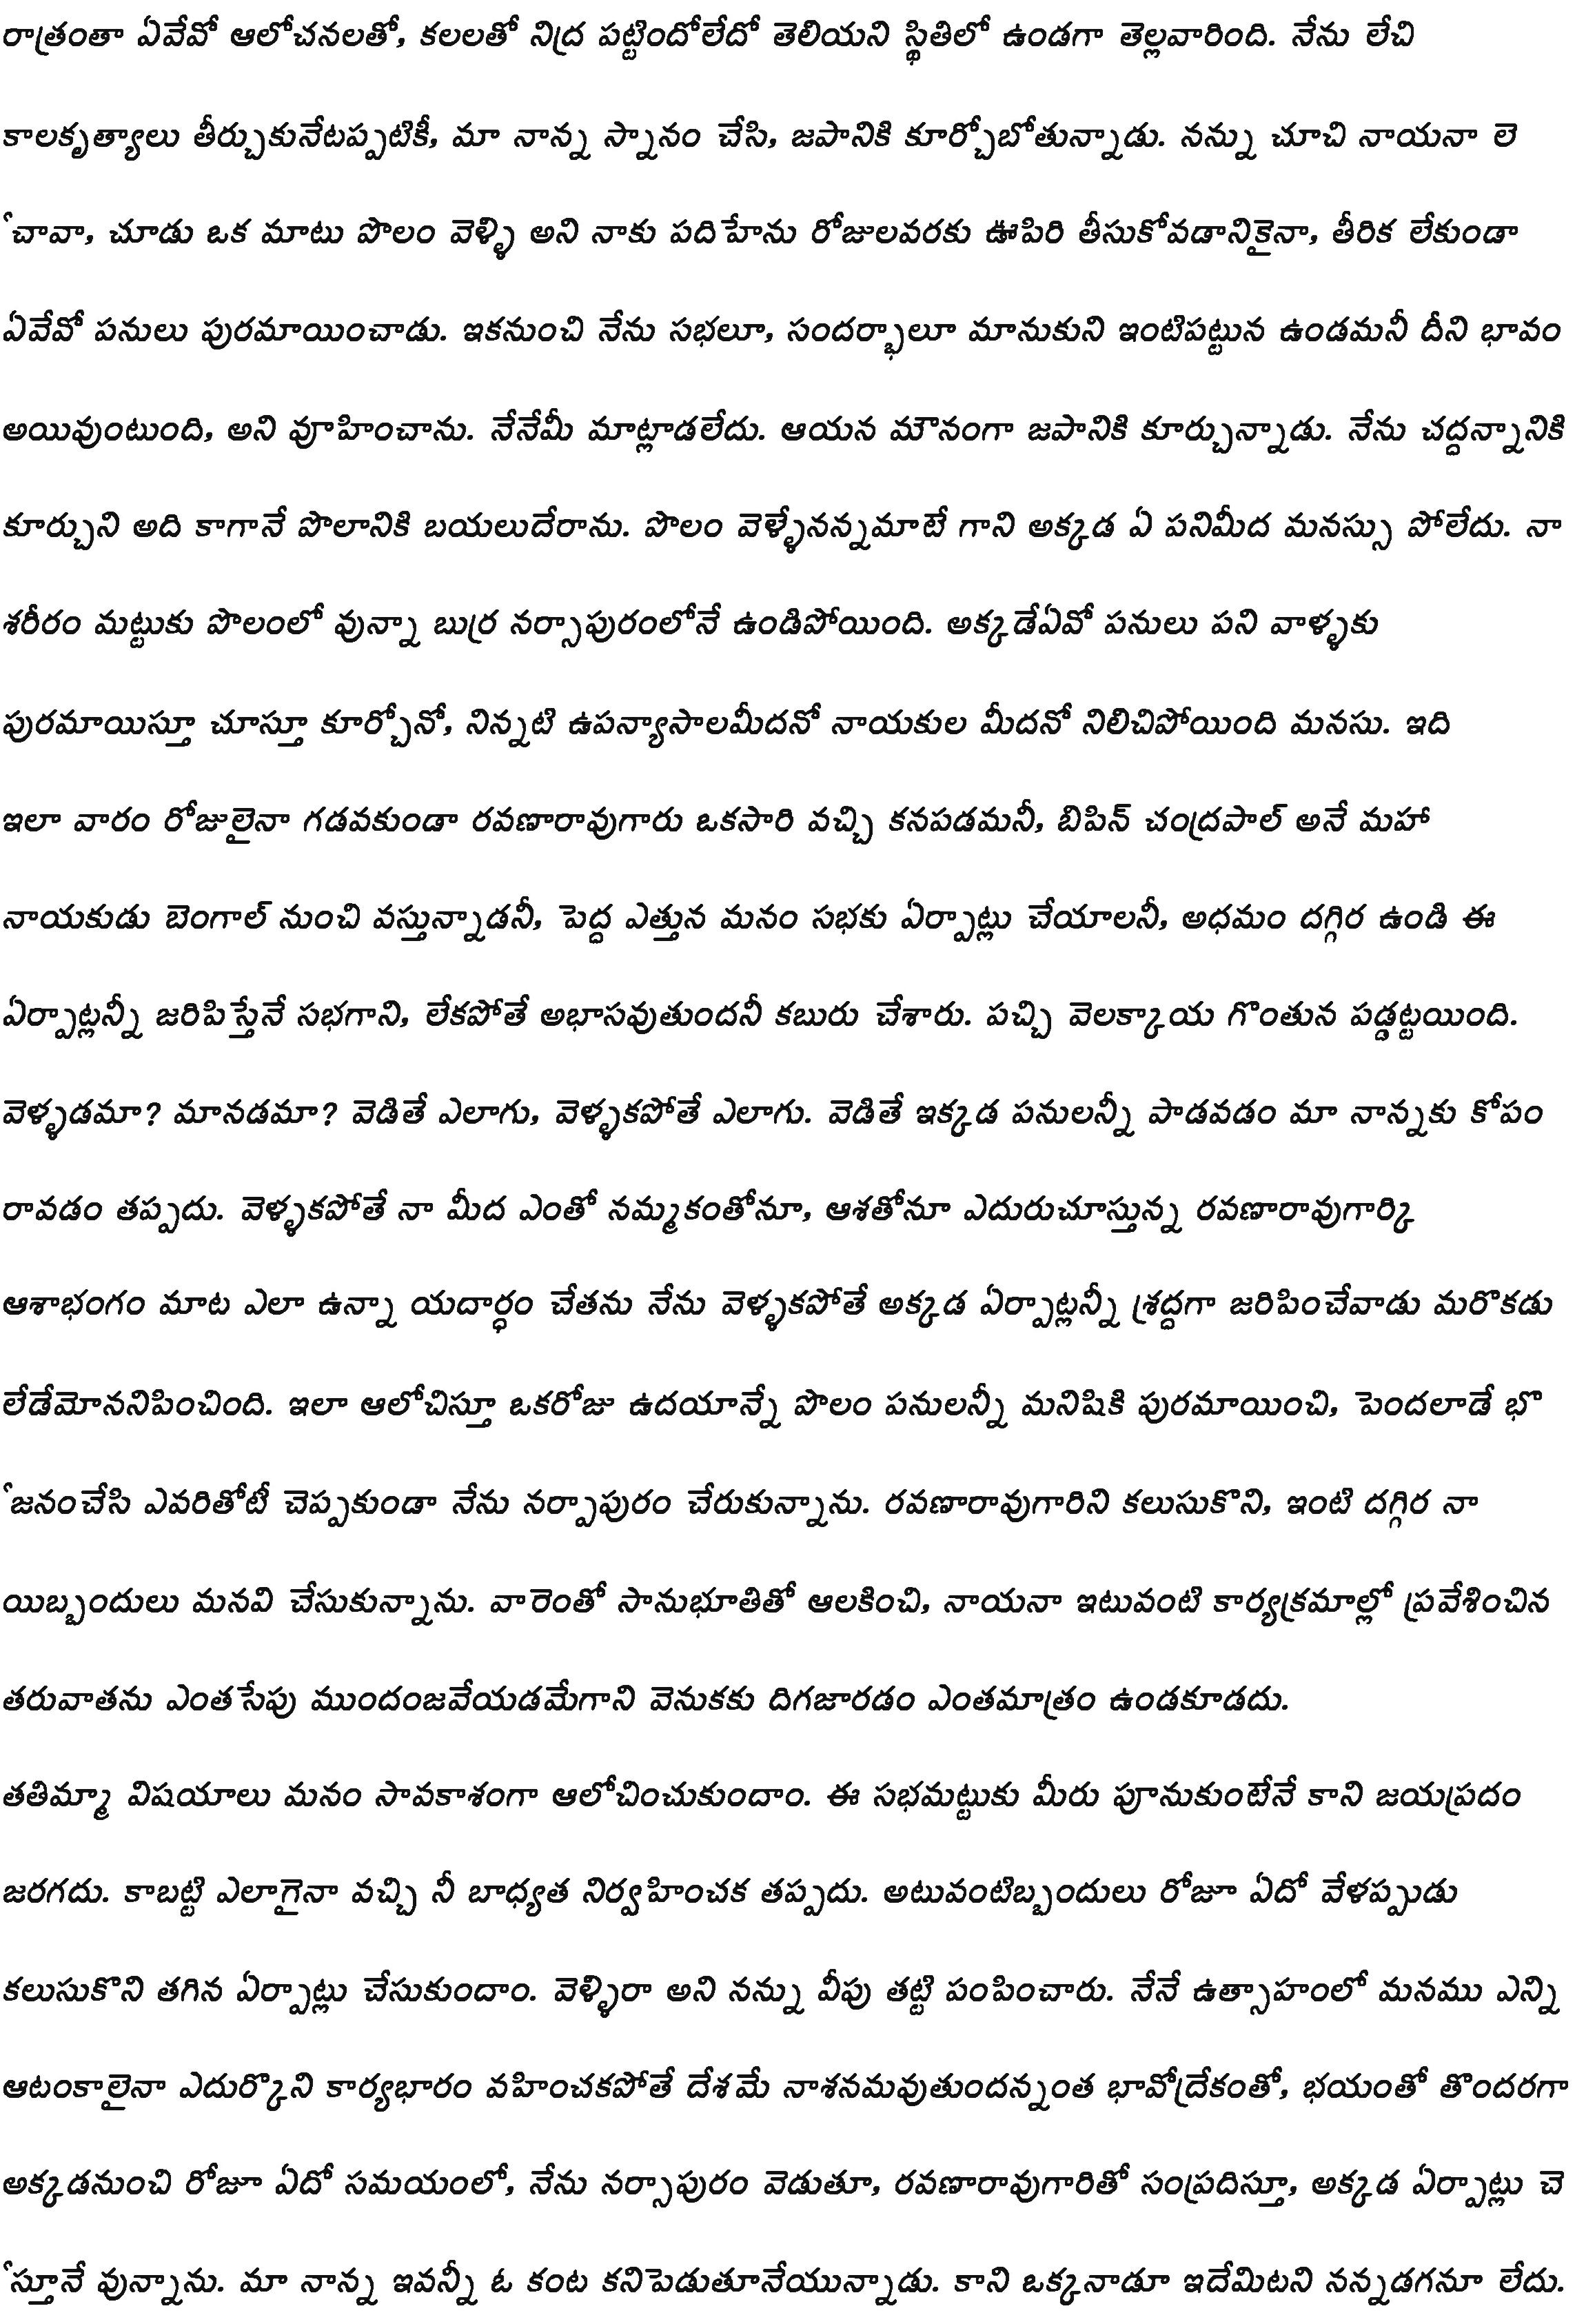 రాత్రంతా ఏవేవో ఆలోచనలతో, కలలతో నిద్ర పట్టిందోలేదో తెలియని స్థితిలో ఉండగా తెల్లవారింది. నేను లేచి
కాలకృత్యాలు తీర్చుకునేటప్పటికీ, మా నాన్న స్నానం చేసి, జపానికి కూర్చోబోతున్నాడు. నన్ను చూచి నాయనా లె
ేచావా, చూడు ఒక మాటు పొలం వెళ్ళి అని నాకు పదిహేను రోజులవరకు ఊపిరి తీసుకోవడానికైనా, తీరిక లేకుండా
ఏవేవో పనులు పురమాయించాడు. ఇకనుంచి నేను సభలూ, సందర్భాలూ మానుకుని ఇంటిపట్టున ఉండమనీ దీని భావం
అయివుంటుంది, అని వూహించాను. నేనేమీ మాట్లాడలేదు. ఆయన మౌనంగా జపానికి కూర్చున్నాడు. నేను చద్దన్నానికి
కూర్చుని అది కాగానే పొలానికి బయలుదేరాను. పొలం వెళ్ళేనన్నమాటే గాని అక్కడ ఏ పనిమీద మనస్సు పోలేదు. నా
శరీరం మట్టుకు పొలంలో వున్నా బుర్ర నర్సాపురంలోనే ఉండిపోయింది. అక్కడేఏవో పనులు పని వాళ్ళకు
పురమాయిస్తూ చూస్తూ కూర్చోనో, నిన్నటి ఉపన్యాసాలమీదనో నాయకుల మీదనో నిలిచిపోయింది మనసు. ఇది
ఇలా వారం రోజులైనా గడవకుండా రవణారావుగారు ఒకసారి వచ్చి కనపడమనీ, బిపిన్ చంద్రపాల్ అనే మహా
నాయకుడు బెంగాల్ నుంచి వస్తున్నాడనీ, పెద్ద ఎత్తున మనం సభకు ఏర్పాట్లు చేయాలనీ, అధమం దగ్గిర ఉండి ఈ
ఏర్పాట్లన్నీ జరిపిస్తేనే సభగాని, లేకపోతే అభాసవుతుందనీ కబురు చేశారు. పచ్చి వెలక్కాయ గొంతున పడ్డట్టయింది.
వెళ్ళడమా? మానడమా? వెడితే ఎలాగు, వెళ్ళకపోతే ఎలాగు. వెడితే ఇక్కడ పనులన్నీ పాడవడం మా నాన్నకు కోపం
రావడం తప్పదు. వెళ్ళకపోతే నా మీద ఎంతో నమ్మకంతోనూ, ఆశతోనూ ఎదురుచూస్తున్న రవణారావుగార్కి
ఆశాభంగం మాట ఎలా ఉన్నా యదార్ధం చేతను నేను వెళ్ళకపోతే అక్కడ ఏర్పాట్లన్నీ శ్రద్దగా జరిపించేవాడు మరొకడు
లేడేమోననిపించింది. ఇలా ఆలోచిస్తూ ఒకరోజు ఉదయాన్నే పొలం పనులన్నీ మనిషికి పురమాయించి, పెందలాడే భొ
ేజనంచేసి ఎవరితోటీ చెప్పకుండా నేను నర్సాపురం చేరుకున్నాను. రవణారావుగారిని కలుసుకొని, ఇంటి దగ్గిర నా
యిబ్బందులు మనవి చేసుకున్నాను. వారెంతో సానుభూతితో ఆలకించి, నాయనా ఇటువంటి కార్యక్రమాల్లో ప్రవేశించిన
తరువాతను ఎంతసేపు ముందంజవేయడమేగాని వెనుకకు దిగజారడం ఎంతమాత్రం ఉండకూడదు.
తతిమ్మా విషయాలు మనం సావకాశంగా ఆలోచించుకుందాం. ఈ సభమట్టుకు మీరు పూనుకుంటేనే కాని జయప్రదం
జరగదు. కాబట్టి ఎలాగైనా వచ్చి నీ బాధ్యత నిర్వహించక తప్పదు. అటువంటిబ్బందులు రోజూ ఏదో వేళప్పుడు
కలుసుకొని తగిన ఏర్పాట్లు చేసుకుందాం. వెళ్ళిరా అని నన్ను వీపు తట్టి పంపించారు. నేనే ఉత్సాహంలో మనము ఎన్ని
ఆటంకాలైనా ఎదుర్కొని కార్యభారం వహించకపోతే దేశమే నాశనమవుతుందన్నంత భావోద్రేకంతో, భయంతో తొందరగా
అక్కడనుంచి రోజూ ఏదో సమయంలో, నేను నర్సాపురం వెడుతూ, రవణారావుగారితో సంప్రదిస్తూ, అక్కడ ఏర్పాట్లు చె
ేస్తూనే వున్నాను. మా నాన్న ఇవన్నీ ఓ కంట కనిపెడుతూనేయున్నాడు. కాని ఒక్కనాడూ ఇదేమిటని నన్నడగనూ లేదు.